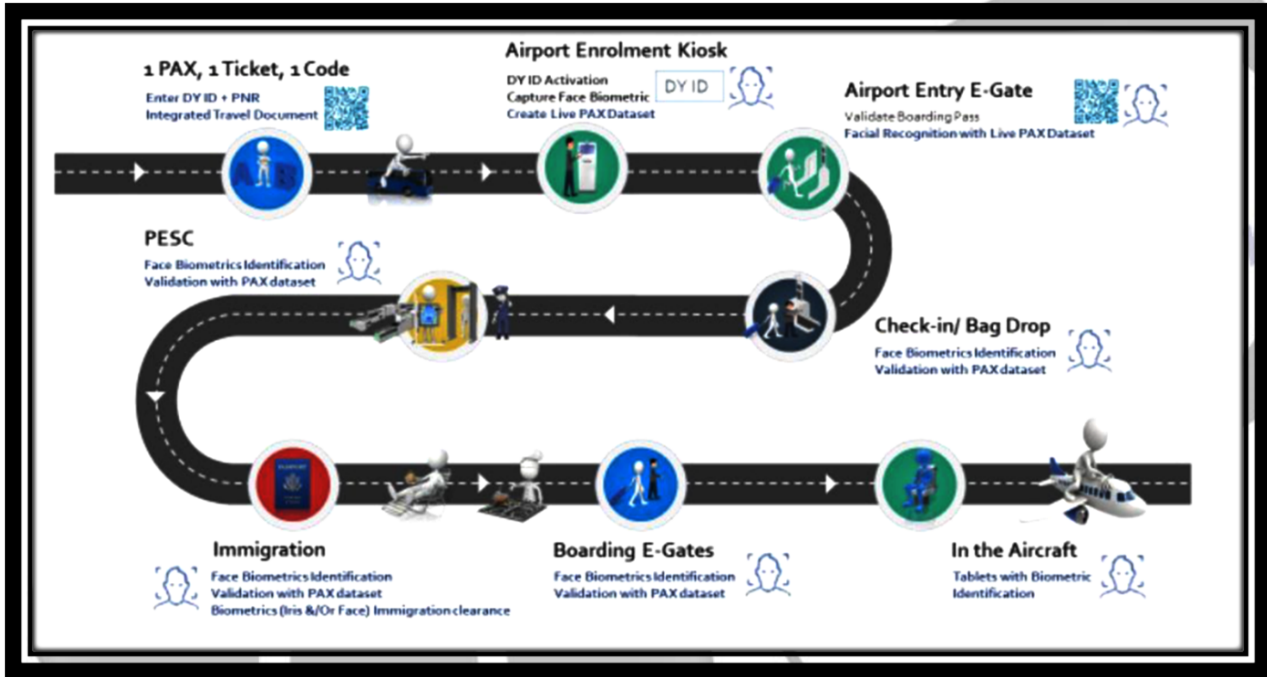 1 PAX, 1 Ticket, 1 Code
Enter DY ID + PNR
Integrated Travel Document
Airport Enrolment Kiosk
DY ID Activation
Capture Face Biometric
Create Live PAX Dataset
DY ID
Airport Entry E-Gate
Validate Boarding Pass
Facial Recognition with Live PAX Dataset
PESC
Face Biometrics Identification
Validation with PAX dataset
Check-in/ Bag Drop
Face Biometrics Identification
Validation with PAX dataset
Immigration
Face Biometrics Identification
Validation with PAX dataset
Biometrics (Iris &/Or Face) Immigration clearance
PASSPORT
Boarding E-Gates
Face Biometrics Identification
Validation with PAX dataset
In the Aircraft
Tablets with Biometric
Identification